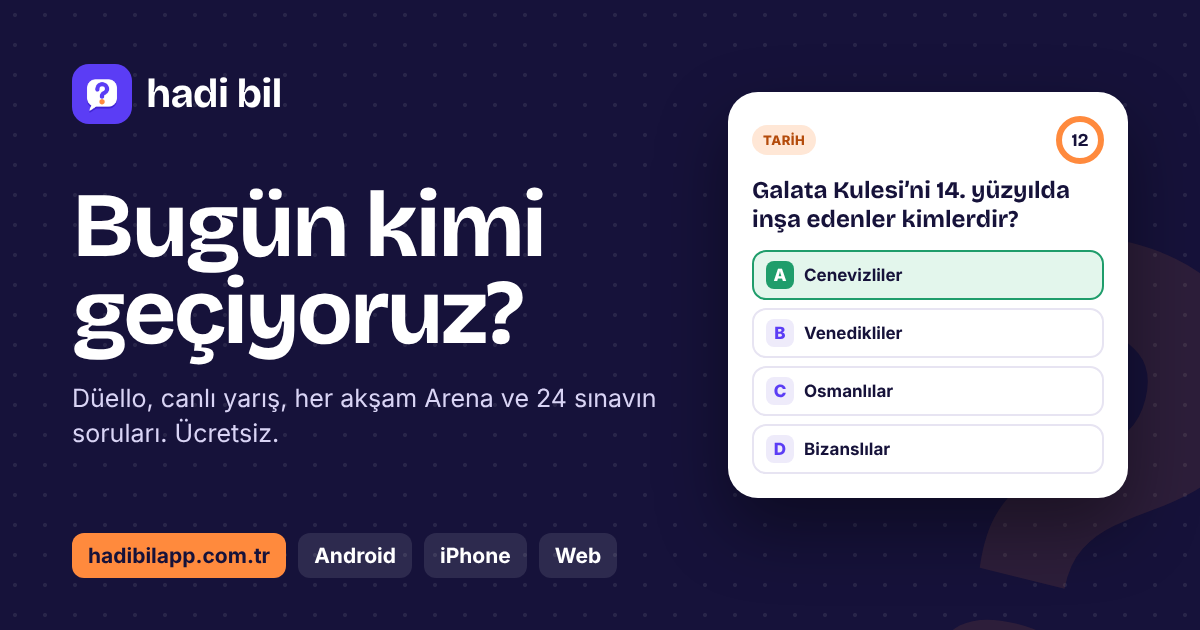 hadi bil
Bugün kimi
geçiyoruz?
Düello, canlı yarış, her akşam Arena ve 24 sınavın
soruları. Ücretsiz.
hadibilapp.com.tr
Android
iPhone
Web
TARİH
12
Galata Kulesi’ni 14. yüzyılda
inşa edenler kimlerdir?
A Cenevizliler
B Venedikliler
C Osmanlılar
D Bizanslılar